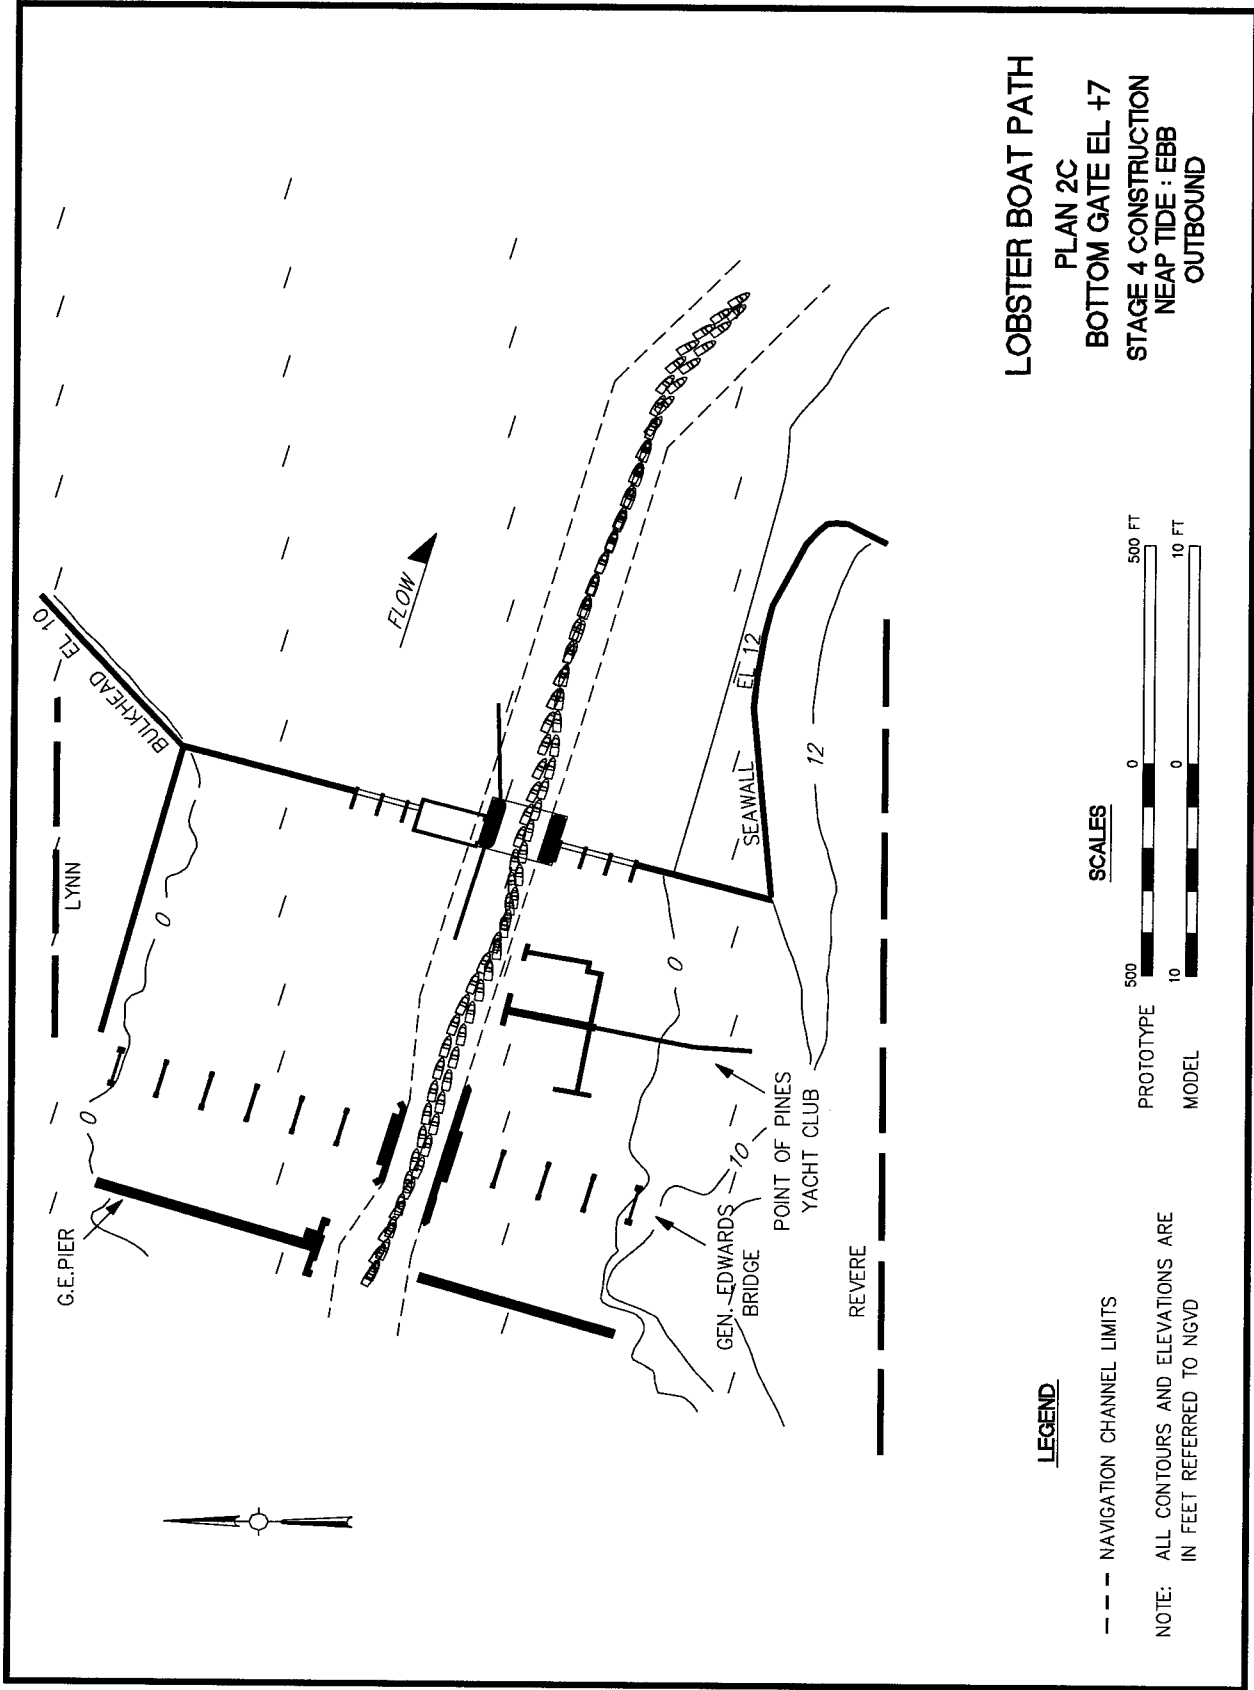 LYNN
BULKHEAD EL 10
G.E.PIER
0
0
FLOW
0
10
12
SEAWALL EL 12
POINT OF PINES
YACHT CLUB
GEN. EDWARDS
BRIDGE
REVERE
LEGEND
--- NAVIGATION CHANNEL LIMITS
NOTE: ALL CONTOURS AND ELEVATIONS ARE
IN FEET REFERRED TO NGVD
SCALES
PROTOTYPE 500 0 500 FT
MODEL 10 0 10 FT
LOBSTER BOAT PATH
PLAN 2C
BOTTOM GATE EL +7
STAGE 4 CONSTRUCTION
NEAP TIDE : EBB
OUTBOUND